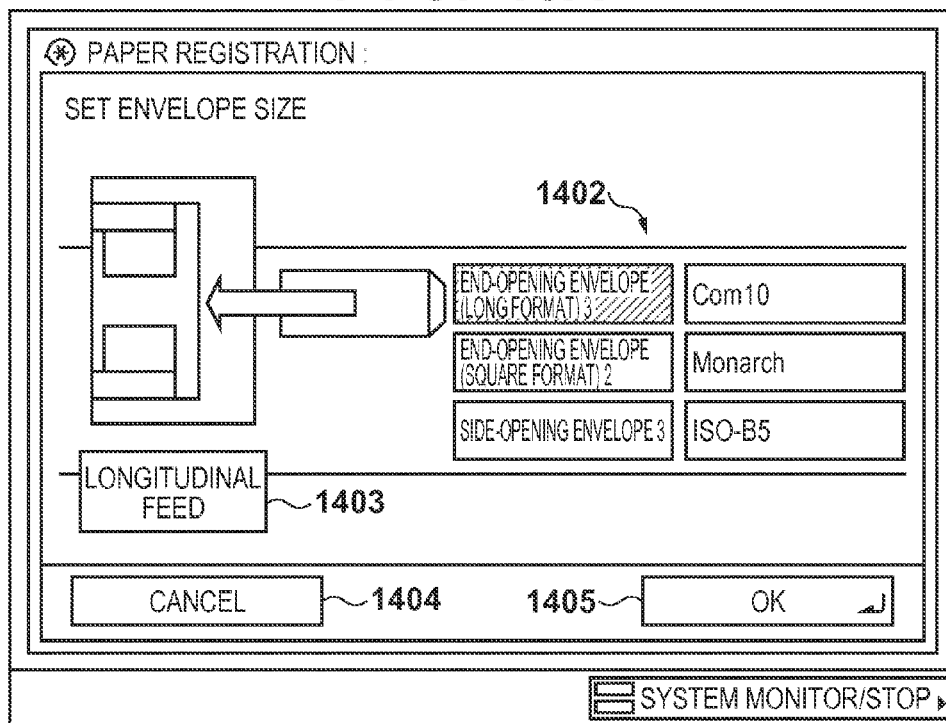 PAPER REGISTRATION :
SET ENVELOPE SIZE
1402
END-OPENING ENVELOPE
(LONG FORMAT) 3
Com10
END-OPENING ENVELOPE
(SQUARE FORMAT) 2
Monarch
SIDE-OPENING ENVELOPE 3
ISO-B5
LONGITUDINAL
FEED
1403
CANCEL
1404
1405
OK
SYSTEM MONITOR/STOP